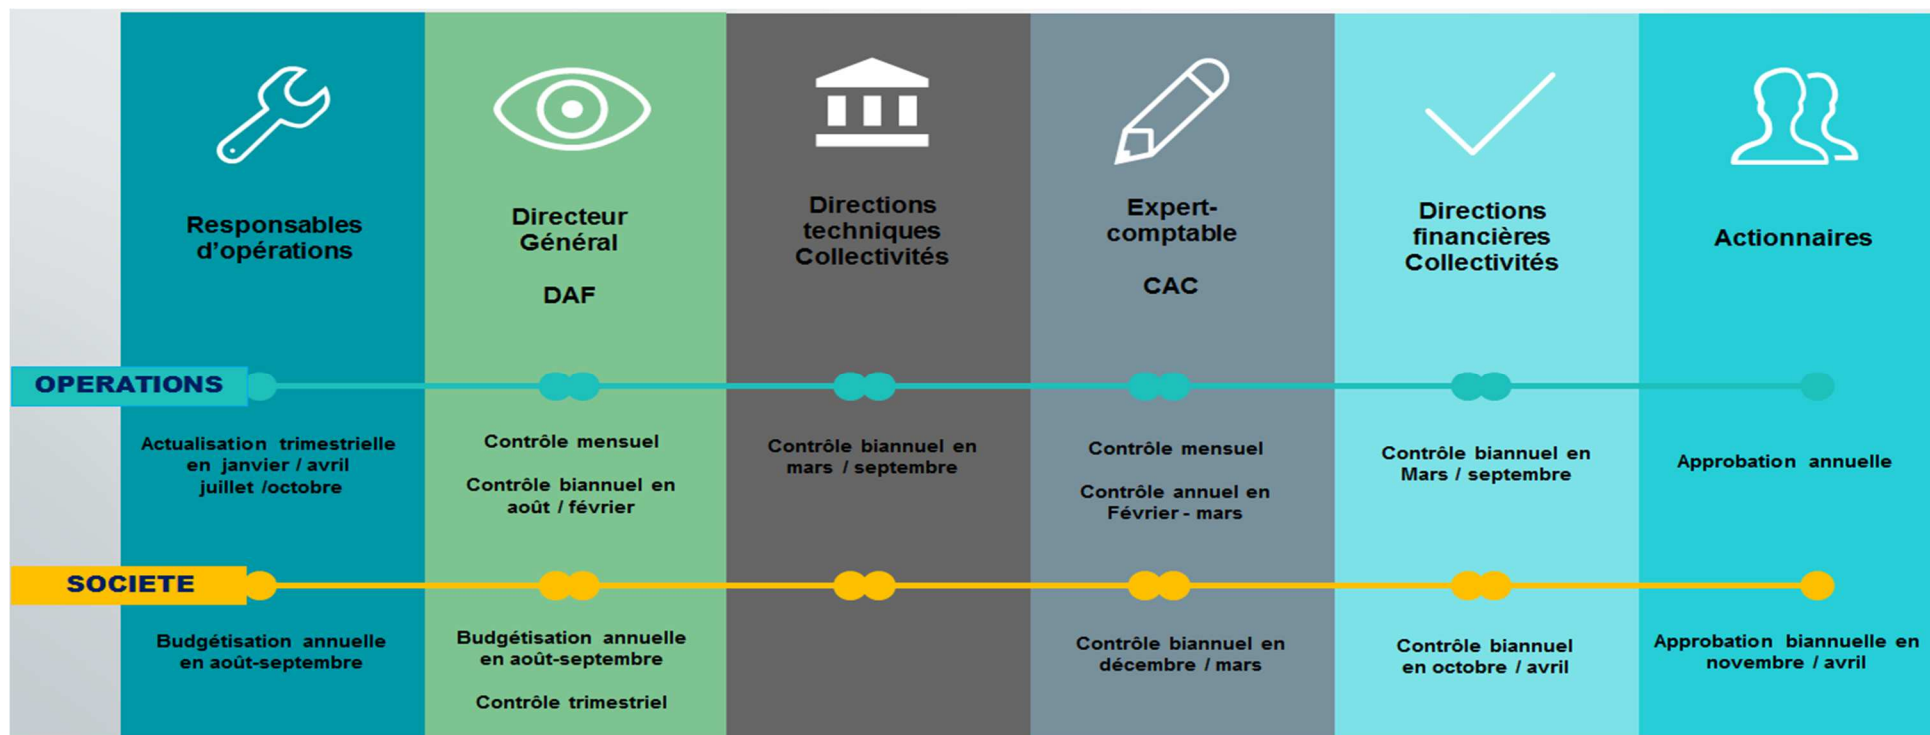 Responsables
d'opérations
Directeur
Général
DAF
Directions
techniques
Collectivités
Expert-
comptable
CAC
Directions
financières
Collectivités
Actionnaires
OPERATIONS
Actualisation trimestrielle
en janvier / avril
juillet /octobre
Contrôle mensuel
Contrôle biannuel en
août / février
Contrôle biannuel en
mars / septembre
Contrôle mensuel
Contrôle annuel en
Février - mars
Contrôle biannuel en
Mars / septembre
Approbation annuelle
SOCIETE
Budgétisation annuelle
en août-septembre
Budgétisation annuelle
en août-septembre
Contrôle trimestriel
Contrôle biannuel en
décembre / mars
Contrôle biannuel
en octobre / avril
Approbation biannuelle en
novembre / avril